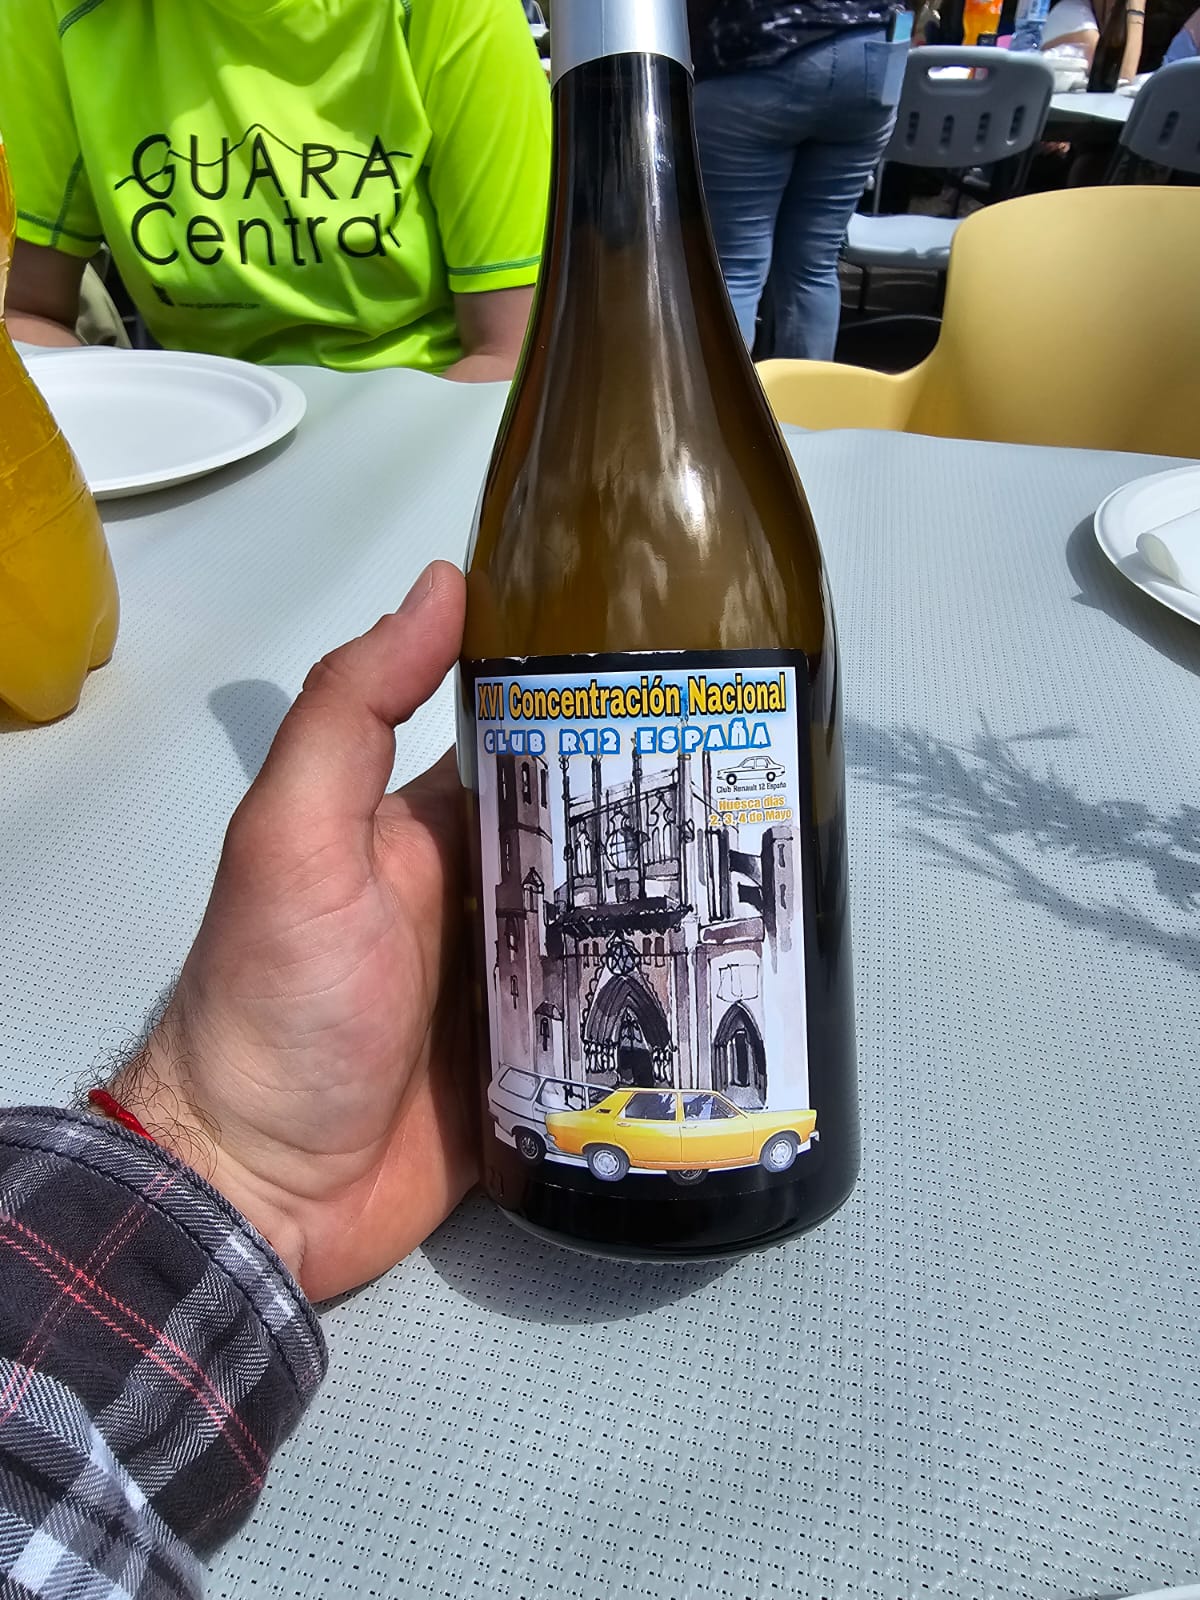 GUARA
Central
XVI Concentración Nacional
CLUB R12 ESPAÑA
Club Renault 12 España
Huesca días
2, 3, 4 de Mayo